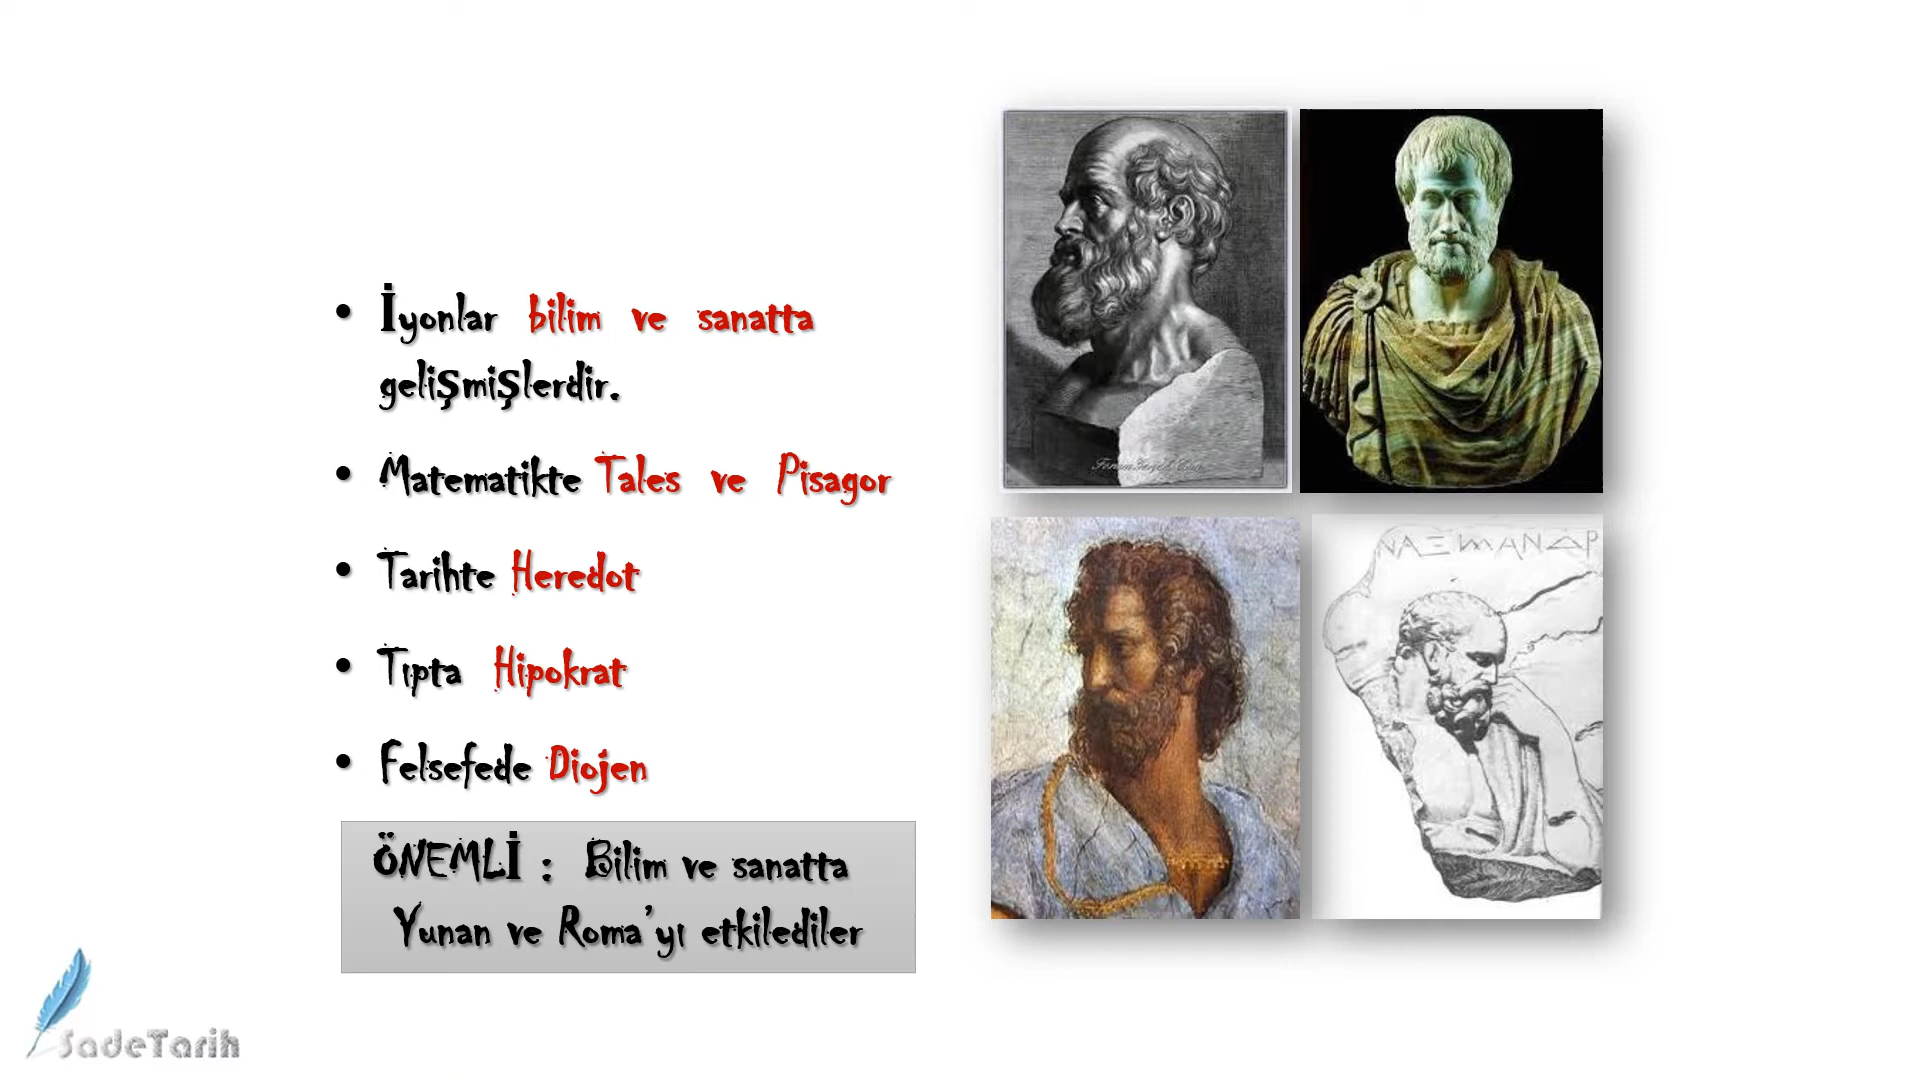 • İyonlar bilim ve sanatta
gelişmişlerdir.
• Matematikte Tales ve Pisagor
• Tarihte Heredot
• Tıpta Hipokrat
• Felsefede Diojen
ÖNEMLİ : Bilim ve sanatta
Yunan ve Roma’yı etkilediler
ΝΑΞΙΜΑΝΔΡ
SadeTarih